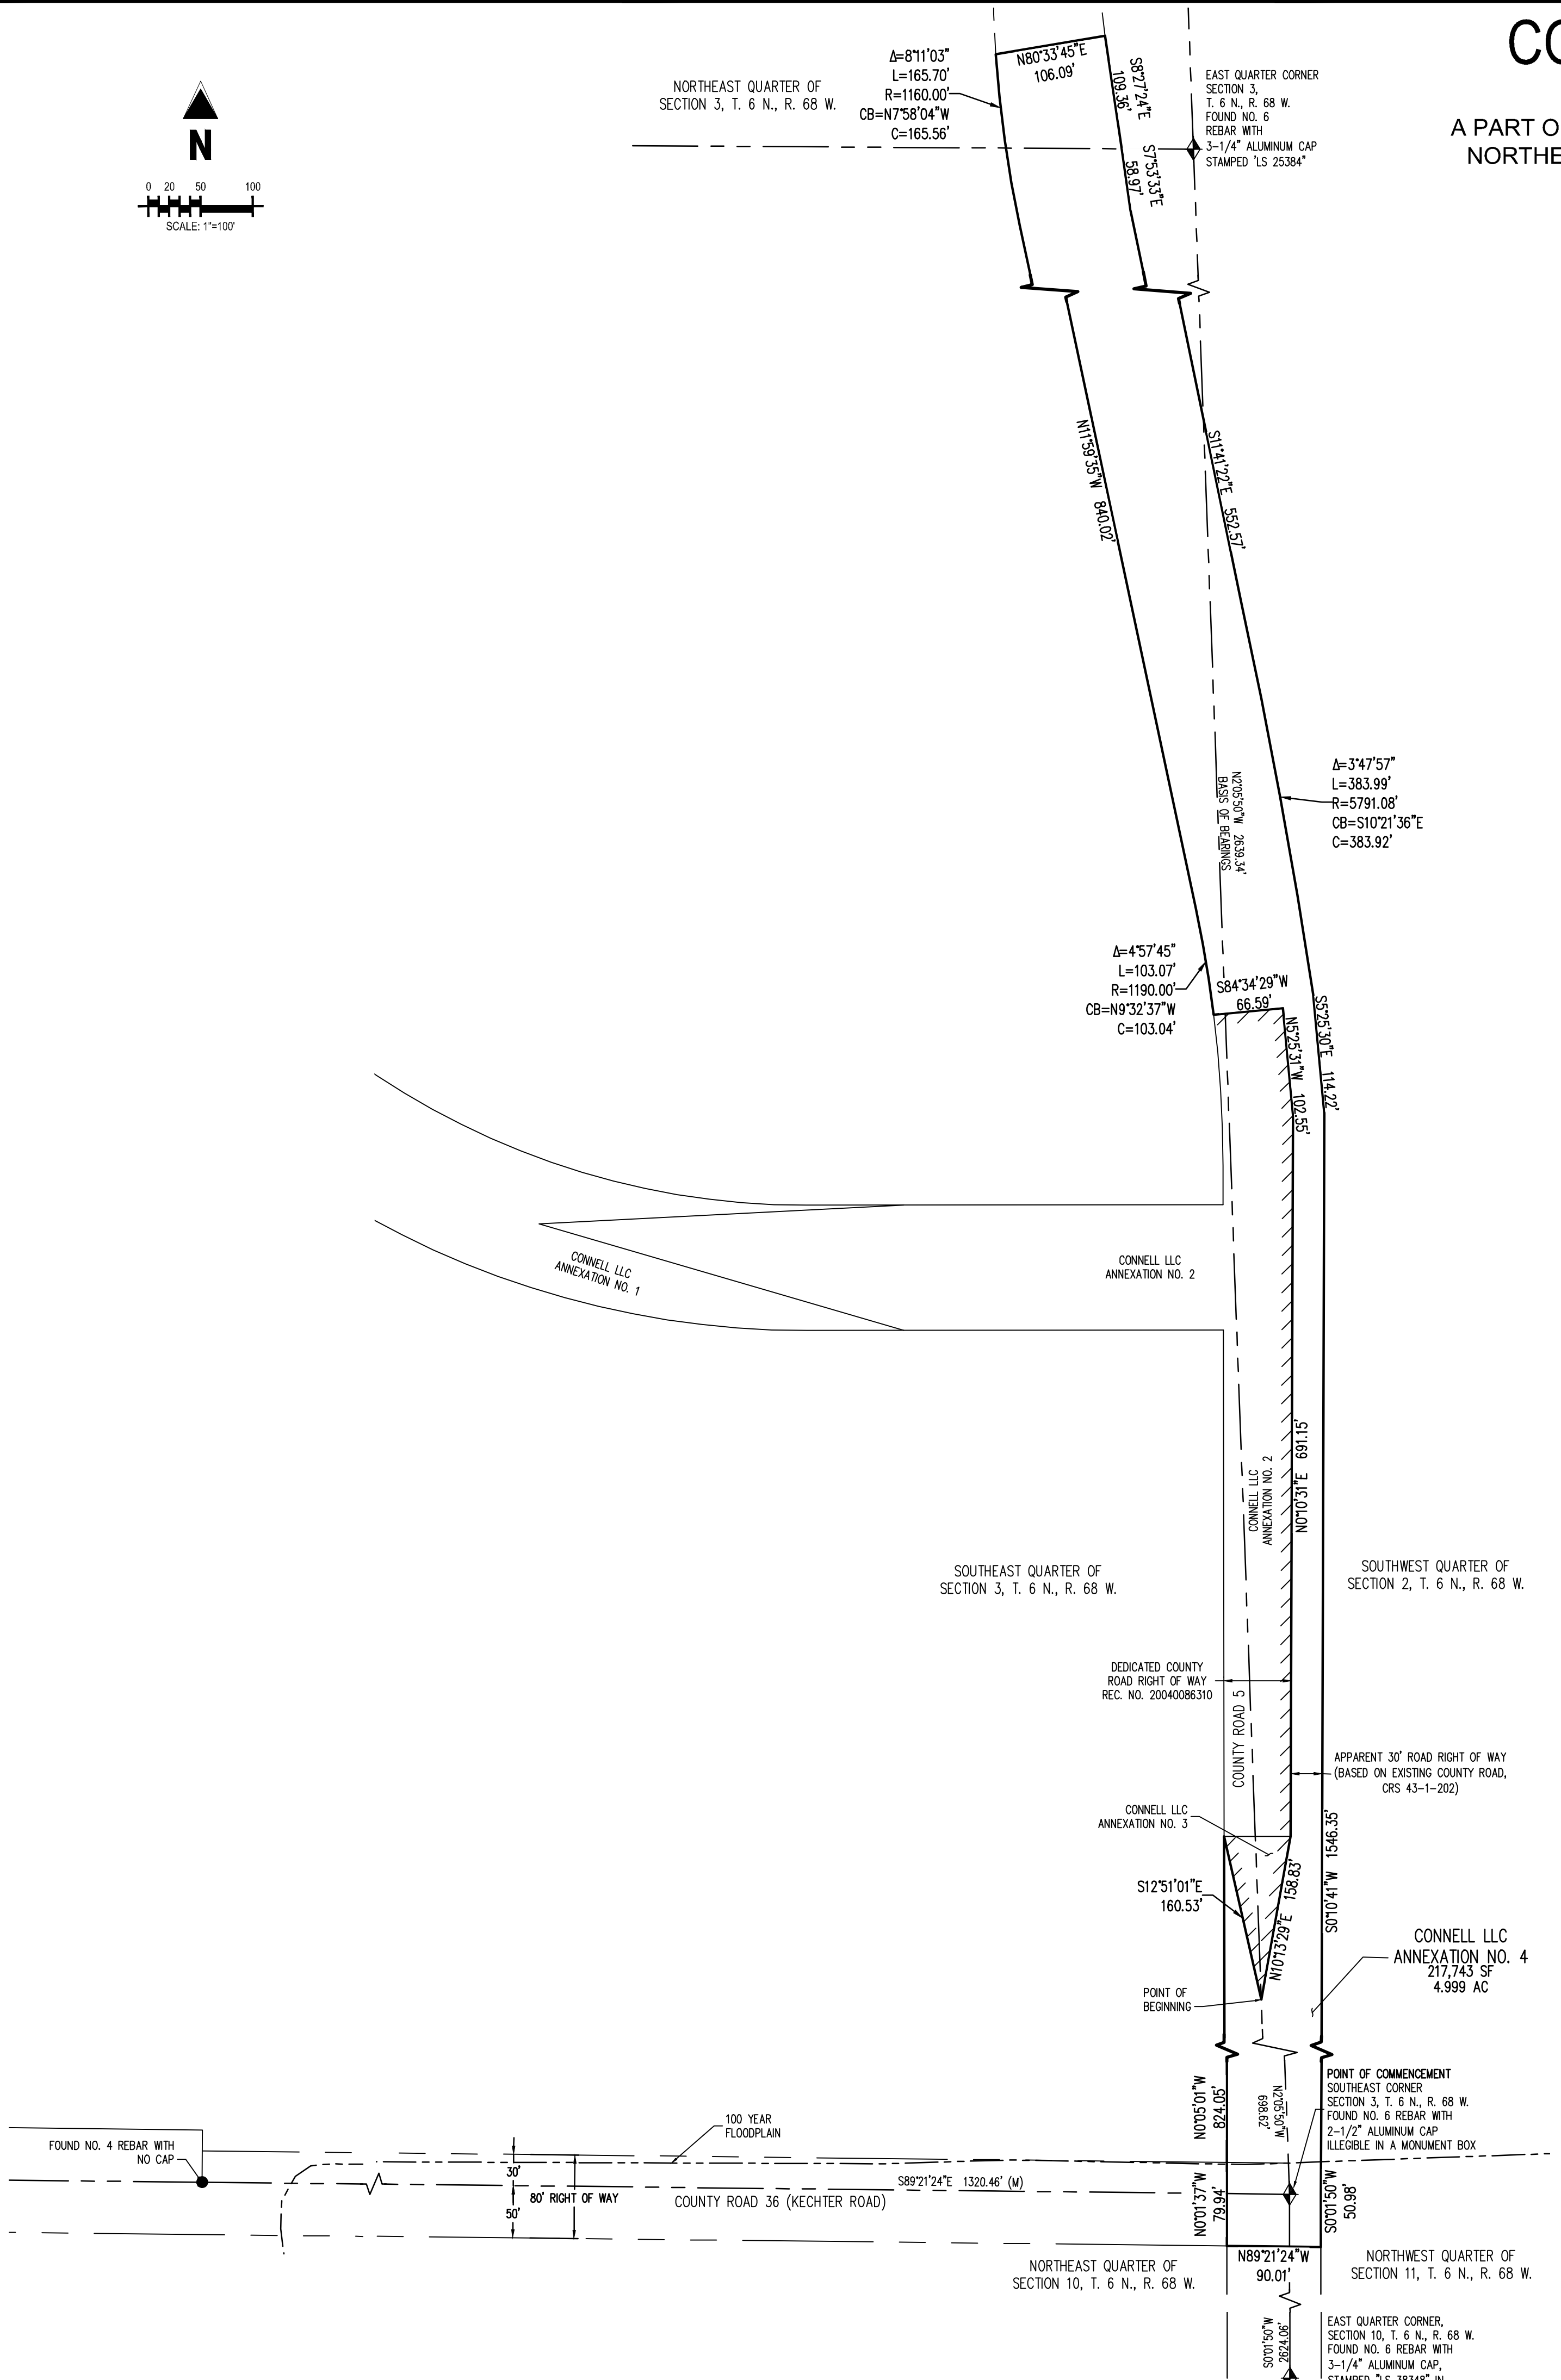 CO
A PART O
NORTHE
N
0 20 50 100
SCALE: 1"=100'
NORTHEAST QUARTER OF
SECTION 3, T. 6 N., R. 68 W.
Δ=8°11'03"
L=165.70'
R=1160.00'
CB=N7°58'04"W
C=165.56'
N80°33'45"E
106.09'
S8°27'24"E
109.36'
S7°53'33"E
58.97'
EAST QUARTER CORNER
SECTION 3,
T. 6 N., R. 68 W.
FOUND NO. 6
REBAR WITH
3-1/4" ALUMINUM CAP
STAMPED 'LS 25384"
N11°59'35"W 840.02'
S11°41'22"E 552.57'
N2°05'50"W 2639.34'
BASIS OF BEARINGS
Δ=3°47'57"
L=383.99'
R=5791.08'
CB=S10°21'36"E
C=383.92'
Δ=4°57'45"
L=103.07'
R=1190.00'
CB=N9°32'37"W
C=103.04'
S84°34'29"W
66.59'
N5°25'31"W 102.55'
S5°25'30"E 114.22'
CONNELL LLC
ANNEXATION NO. 1
CONNELL LLC
ANNEXATION NO. 2
CONNELL LLC
ANNEXATION NO. 2
N0°10'31"E 691.15'
SOUTHEAST QUARTER OF
SECTION 3, T. 6 N., R. 68 W.
SOUTHWEST QUARTER OF
SECTION 2, T. 6 N., R. 68 W.
DEDICATED COUNTY
ROAD RIGHT OF WAY
REC. NO. 20040086310
COUNTY ROAD 5
APPARENT 30' ROAD RIGHT OF WAY
(BASED ON EXISTING COUNTY ROAD,
CRS 43-1-202)
CONNELL LLC
ANNEXATION NO. 3
S12°51'01"E
160.53'
N10°13'29"E 158.83'
S0°10'41"W 1546.35'
CONNELL LLC
ANNEXATION NO. 4
217,743 SF
4.999 AC
POINT OF
BEGINNING
N0°05'01"W
824.05'
N2°05'50"W
698.62'
POINT OF COMMENCEMENT
SOUTHEAST CORNER
SECTION 3, T. 6 N., R. 68 W.
FOUND NO. 6 REBAR WITH
2-1/2" ALUMINUM CAP
ILLEGIBLE IN A MONUMENT BOX
100 YEAR
FLOODPLAIN
FOUND NO. 4 REBAR WITH
NO CAP
30'
80' RIGHT OF WAY
50'
COUNTY ROAD 36 (KECHTER ROAD)
S89°21'24"E 1320.46' (M)
N0°01'37"W
79.94'
S0°01'50"W
50.98'
N89°21'24"W
90.01'
NORTHEAST QUARTER OF
SECTION 10, T. 6 N., R. 68 W.
NORTHWEST QUARTER OF
SECTION 11, T. 6 N., R. 68 W.
S0°01'50"W
2624.06'
EAST QUARTER CORNER,
SECTION 10, T. 6 N., R. 68 W.
FOUND NO. 6 REBAR WITH
3-1/4" ALUMINUM CAP,
STAMPED "LS 38348" IN